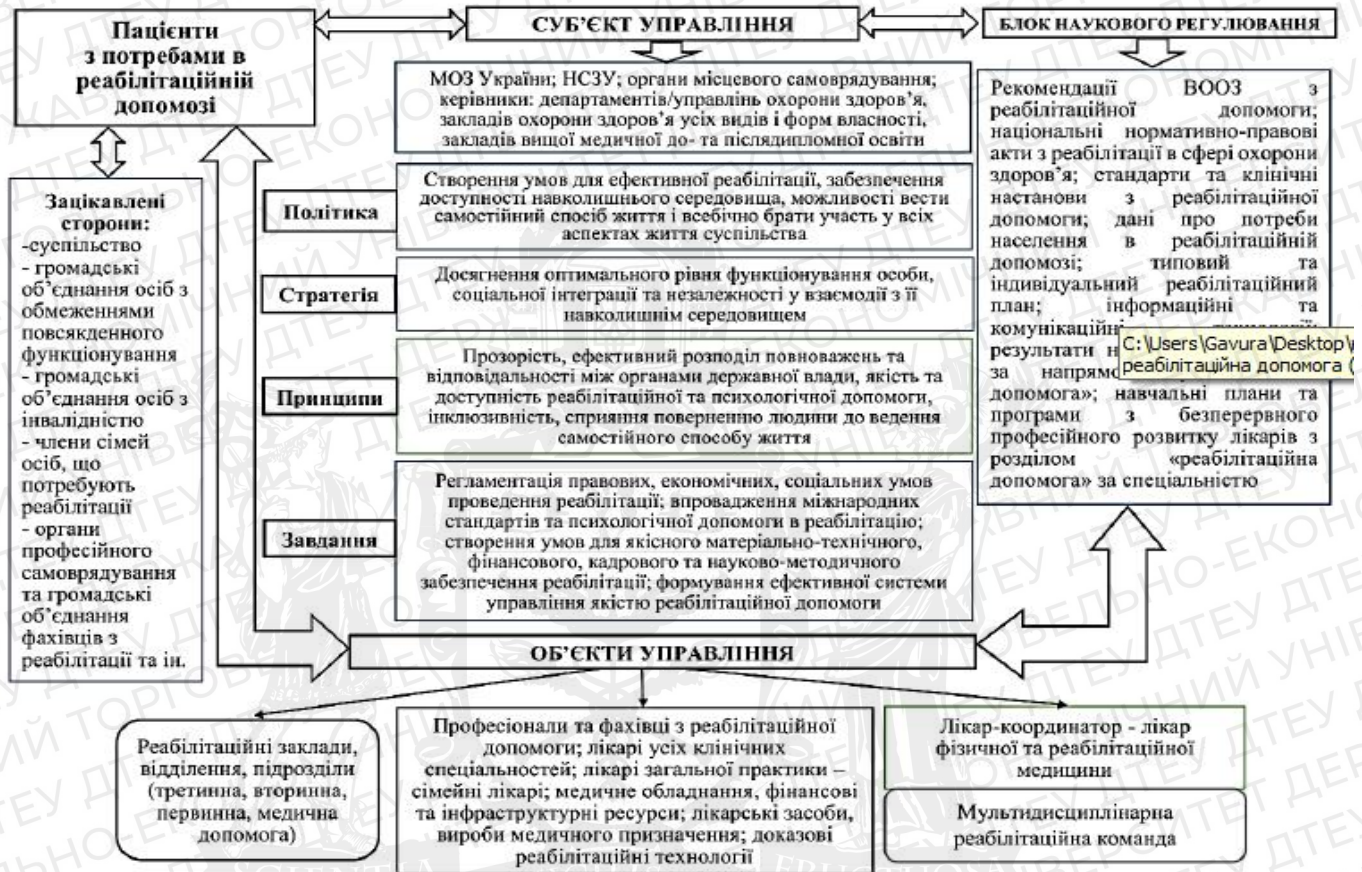 Пацієнти
з потребами в
реабілітаційній
допомозі
СУБ'ЄКТ УПРАВЛІННЯ
БЛОК НАУКОВОГО РЕГУЛЮВАННЯ
МОЗ України; НСЗУ; органи місцевого самоврядування;
керівники: департаментів/управлінь охорони здоров'я,
закладів охорони здоров'я усіх видів і форм власності,
закладів вищої медичної до- та післядипломної освіти
Рекомендації ВООЗ з
реабілітаційної допомоги;
національні нормативно-правові
акти з реабілітації в сфері охорони
здоров'я; стандарти та клінічні
настанови з реабілітаційної
допомоги; дані про потреби
населення в реабілітаційній
допомозі; типовий та
індивідуальний реабілітаційний
план; інформаційні та
комунікаційні
результати
за
допомога»; навчальні плани та
програми з безперервного
професійного розвитку лікарів з
розділом «реабілітаційна
допомога» за спеціальністю
C:\Users\Gavura\Desktop\
реабілітаційна допомога (
Зацікавлені
сторони:
-суспільство
- громадські
об'єднання осіб з
обмеженнями
повсякденного
функціонування
- громадські
об'єднання осіб з
інвалідністю
- члени сімей
осіб, що
потребують
реабілітації
- органи
професійного
самоврядування
та громадські
об'єднання
фахівців з
реабілітації та ін.
Політика
Створення умов для ефективної реабілітації, забезпечення
доступності навколишнього середовища, можливості вести
самостійний спосіб життя і всебічно брати участь у всіх
аспектах життя суспільства
Стратегія
Досягнення оптимального рівня функціонування особи,
соціальної інтеграції та незалежності у взаємодії з її
навколишнім середовищем
Принципи
Прозорість, ефективний розподіл повноважень та
відповідальності між органами державної влади, якість та
доступність реабілітаційної та психологічної допомоги,
інклюзивність, сприяння поверненню людини до ведення
самостійного способу життя
Завдання
Регламентація правових, економічних, соціальних умов
проведення реабілітації; впровадження міжнародних
стандартів та психологічної допомоги в реабілітацію;
створення умов для якісного матеріально-технічного,
фінансового, кадрового та науково-методичного
забезпечення реабілітації; формування ефективної системи
управління якістю реабілітаційної допомоги
ОБ'ЄКТИ УПРАВЛІННЯ
Реабілітаційні заклади,
відділення, підрозділи
(третинна, вторинна,
первинна, медична
допомога)
Професіонали та фахівці з реабілітаційної
допомоги; лікарі усіх клінічних
спеціальностей; лікарі загальної практики –
сімейні лікарі; медичне обладнання, фінансові
та інфраструктурні ресурси; лікарські засоби,
вироби медичного призначення; доказові
реабілітаційні технології
Лікар-координатор - лікар
фізичної та реабілітаційної
медицини
Мультидисциплінарна
реабілітаційна команда